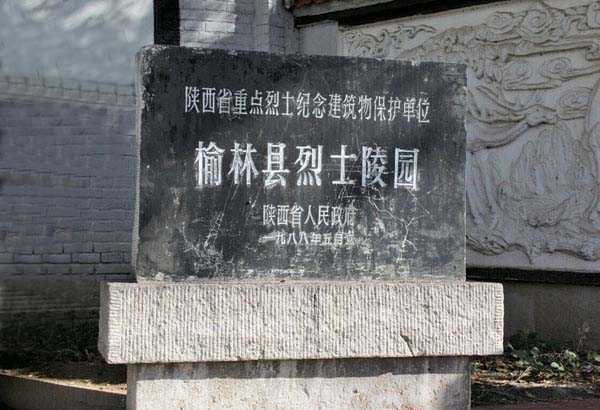 陕西省重点烈士纪念建筑物保护单位
榆林县烈士陵园
陕西省人民政府
一九八八年五月立